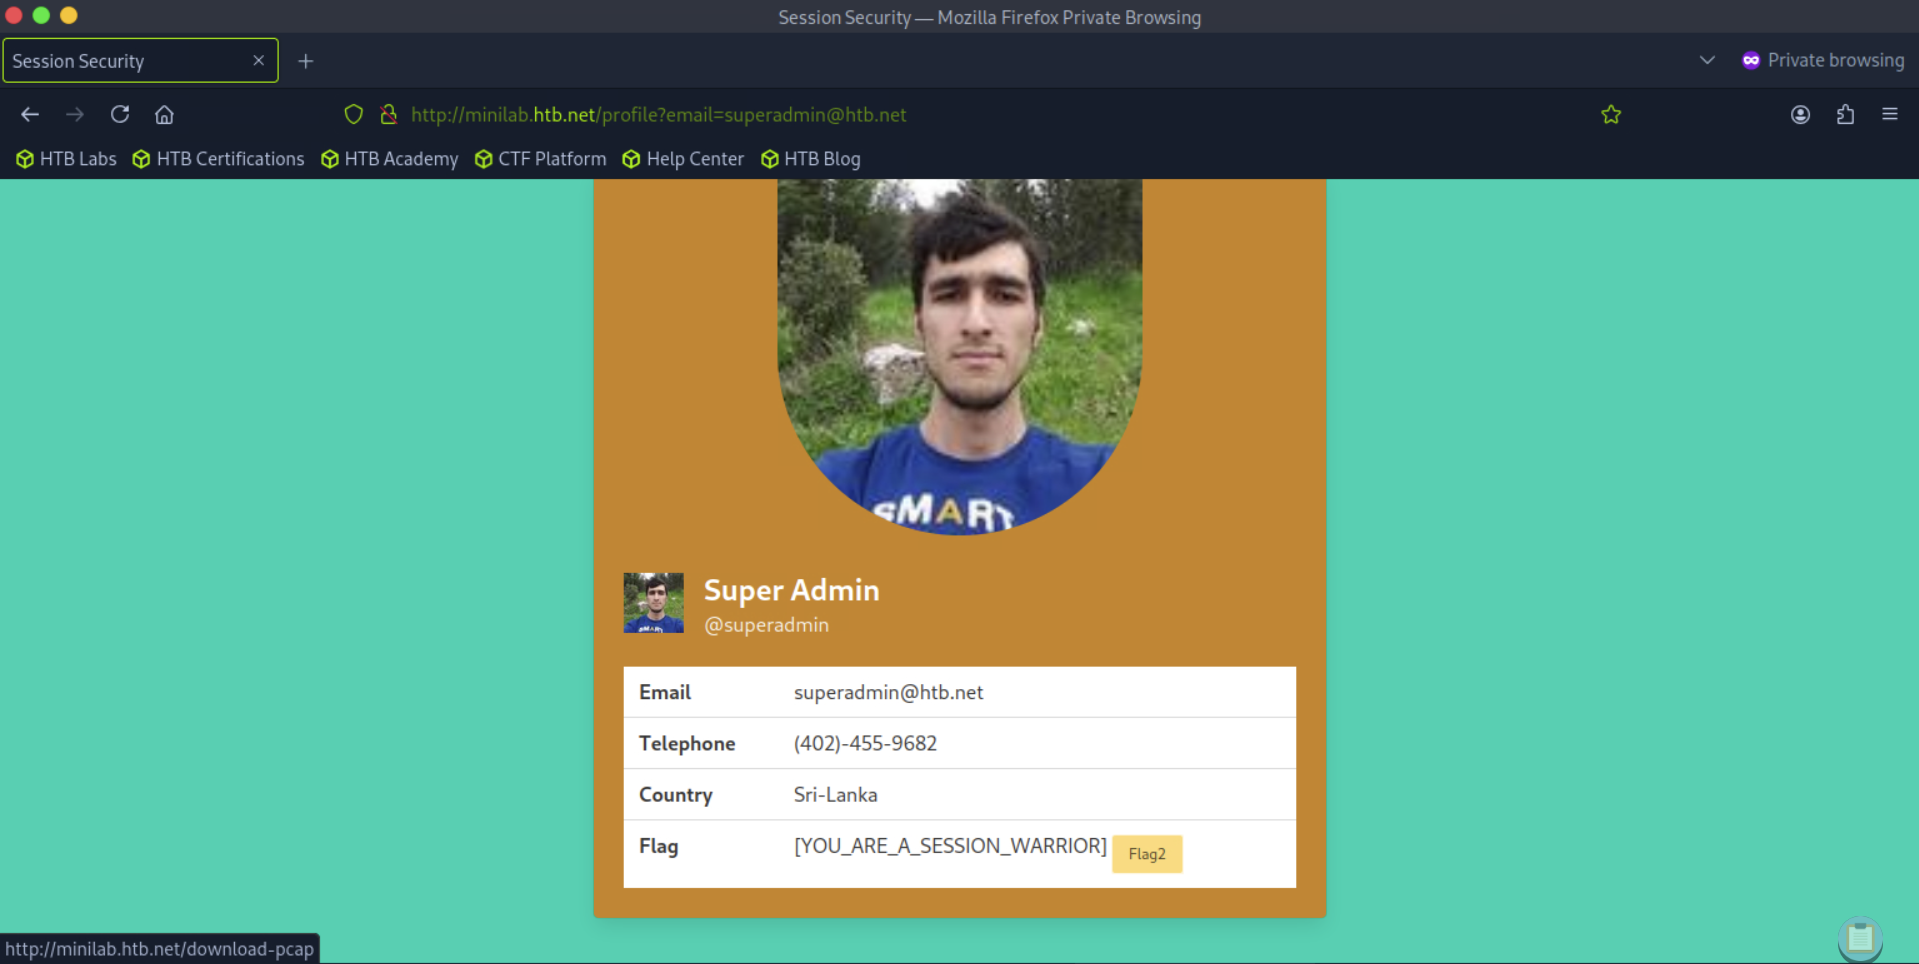 Session Security — Mozilla Firefox Private Browsing
Session Security
Private browsing
http://minilab.htb.net/profile?email=superadmin@htb.net
HTB Labs HTB Certifications HTB Academy CTF Platform Help Center HTB Blog
SMART
Super Admin
@superadmin
Email superadmin@htb.net
Telephone (402)-455-9682
Country Sri-Lanka
Flag [YOU_ARE_A_SESSION_WARRIOR] Flag2
http://minilab.htb.net/download-pcap